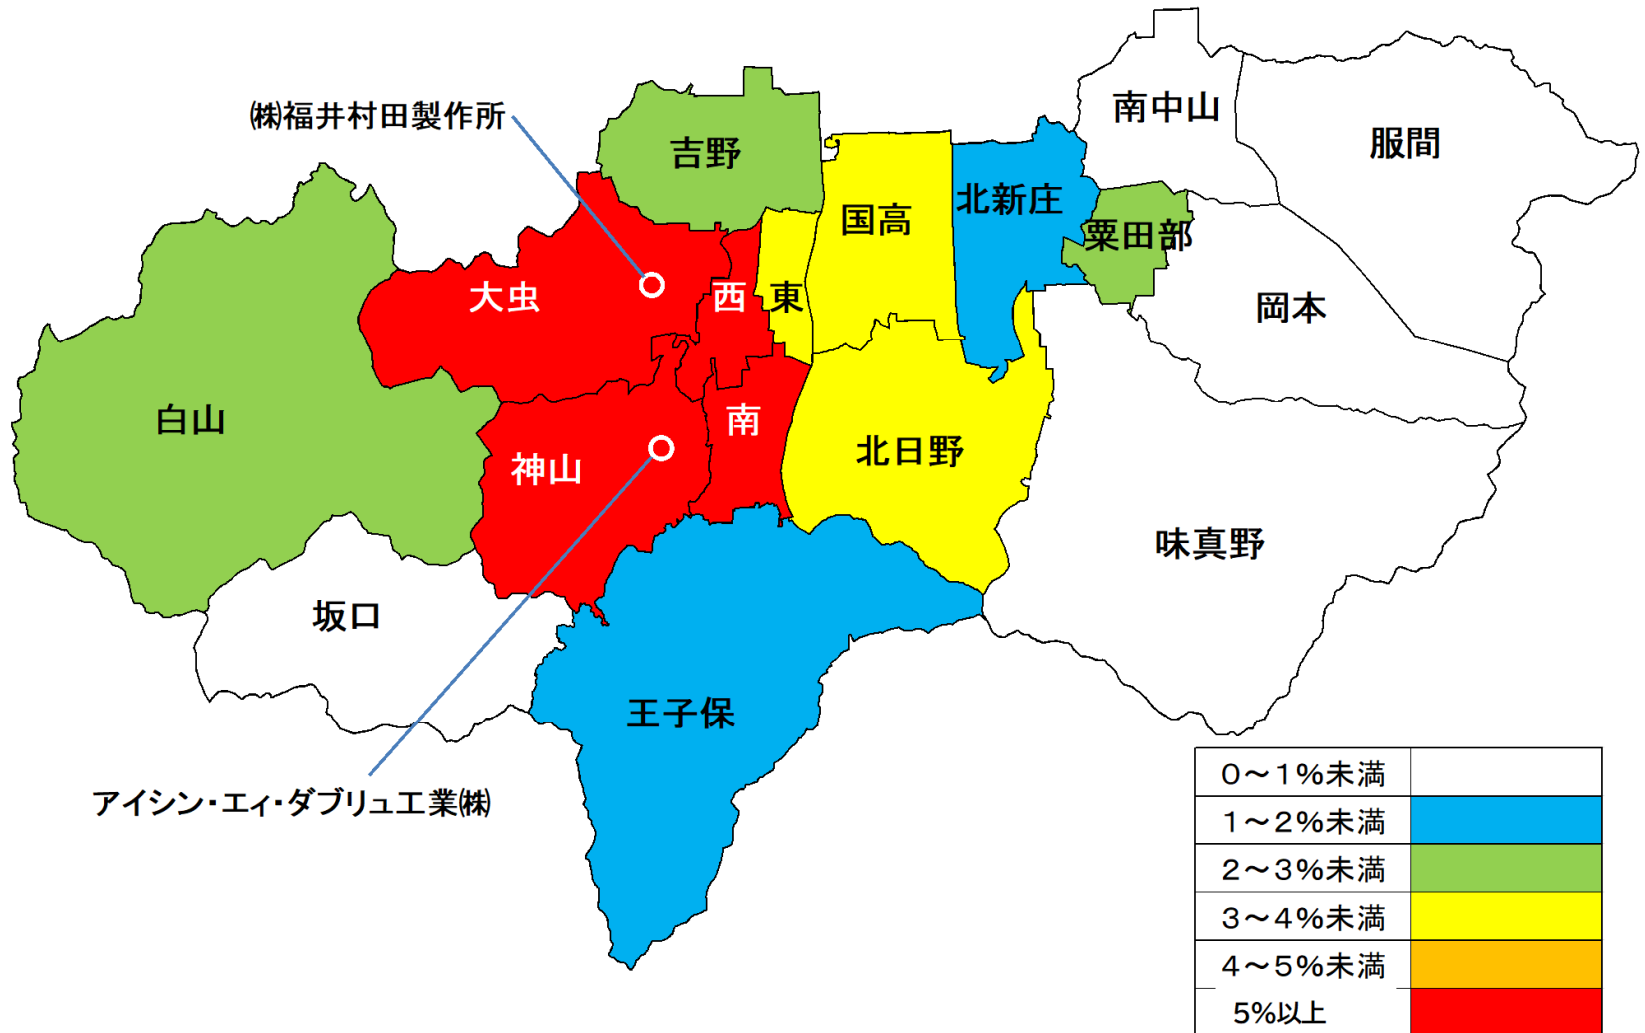 南中山
服間
㈱福井村田製作所
吉野
北新庄
国高
粟田部
大虫
西
東
岡本
白山
南
北日野
神山
味真野
坂口
王子保
アイシン・エィ・ダブリュ工業㈱
０～１%未満
１～２%未満
２～３%未満
３～４%未満
４～５%未満
5%以上